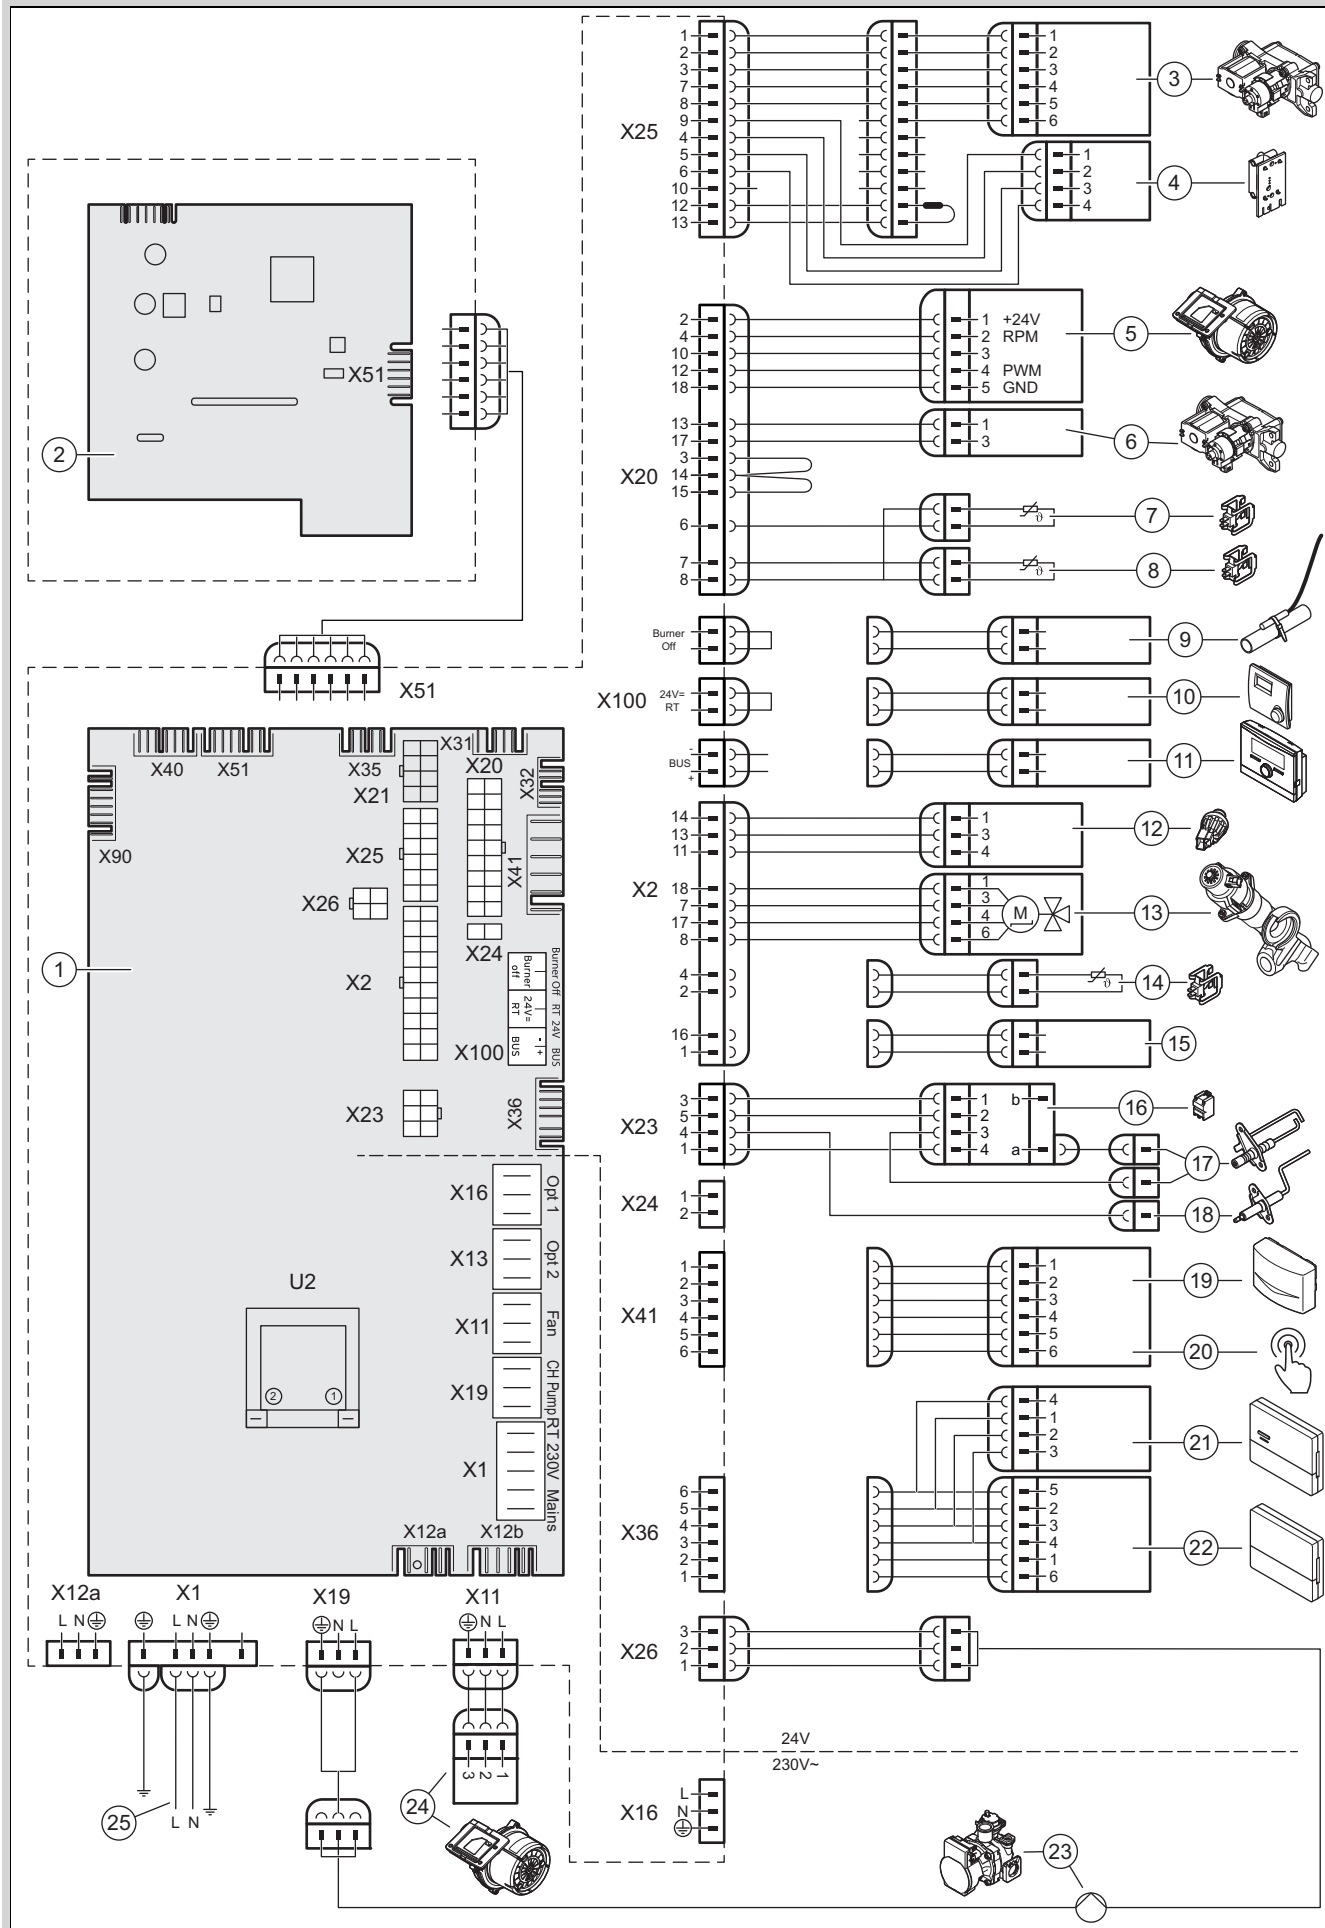 X25
1
2
3
7
8
9
4
5
6
10
12
13
1
2
3
4
5
6
3
1
2
3
4
4
X51
2
X20
2
4
10
12
18
13
17
3
14
15
6
7
8
1 +24V
2 RPM
3
4 PWM
5 GND
5
1
3
6
ϑ
7
ϑ
8
Burner
Off
9
X51
X100
24V=
RT
10
-
BUS
+
11
X40
X51
X35
X31
X21
X20
X32
X90
X25
X41
X26
X24
X2
X100
Burner
off
24V=
RT
BUS
- +
Burner Off
RT 24V
BUS
X23
X36
1
X2
14
13
11
18
7
17
8
4
2
16
1
1
3
4
12
1
3
4
6
M
13
ϑ
14
15
X23
3
5
4
1
1
2
3
4
b
a
16
17
X24
1
2
18
X16
Opt 1
X13
Opt 2
U2
X11
Fan
X19
CH Pump
2
1
X1
RT 230V
Mains
X12a
X12b
X41
1
2
3
4
5
6
1
2
3
4
5
6
19
20
4
1
2
3
21
X36
6
5
4
3
2
1
5
2
3
4
1
6
22
X12a
L N
X1
L N
X19
N L
X11
N L
X26
3
2
1
24V
230V~
3 2 1
24
25
L N
X16
L
N
23